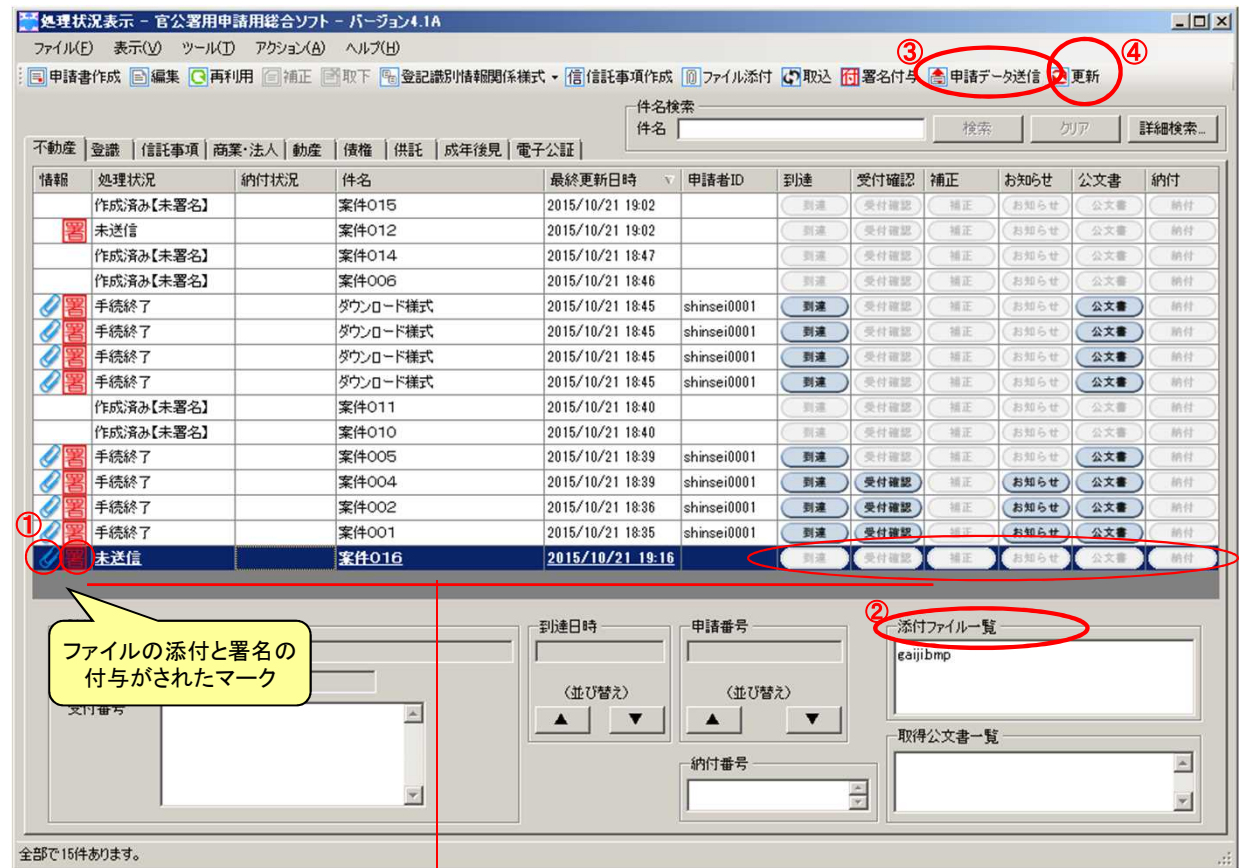 処理状況表示 - 官公署用申請用総合ソフト - バージョン4.1A
ファイル(F) 表示(V) ツール(T) アクション(A) ヘルプ(H)
③ ④
申請書作成 編集 再利用 補正 取下 登記識別情報関係様式 信 信託事項作成 ファイル添付 取込 付 署名付与 申請データ送信 更新
件名検索
件名 検索 クリア 詳細検索...
不動産 登識 信託事項 商業・法人 動産 債権 供託 成年後見 電子公証
情報 処理状況 納付状況 件名 最終更新日時 申請者ID 到達 受付確認 補正 お知らせ 公文書 納付
作成済み【未署名】 案件015 2015/10/21 19:02 到達 受付確認 補正 お知らせ 公文書 納付
署 未送信 案件012 2015/10/21 19:02 到達 受付確認 補正 お知らせ 公文書 納付
作成済み【未署名】 案件014 2015/10/21 18:47 到達 受付確認 補正 お知らせ 公文書 納付
作成済み【未署名】 案件006 2015/10/21 18:46 到達 受付確認 補正 お知らせ 公文書 納付
署 手続終了 ダウンロード様式 2015/10/21 18:45 shinsei0001 到達 受付確認 補正 お知らせ 公文書 納付
署 手続終了 ダウンロード様式 2015/10/21 18:45 shinsei0001 到達 受付確認 補正 お知らせ 公文書 納付
署 手続終了 ダウンロード様式 2015/10/21 18:45 shinsei0001 到達 受付確認 補正 お知らせ 公文書 納付
署 手続終了 ダウンロード様式 2015/10/21 18:45 shinsei0001 到達 受付確認 補正 お知らせ 公文書 納付
作成済み【未署名】 案件011 2015/10/21 18:40 到達 受付確認 補正 お知らせ 公文書 納付
作成済み【未署名】 案件010 2015/10/21 18:40 到達 受付確認 補正 お知らせ 公文書 納付
署 手続終了 案件005 2015/10/21 18:39 shinsei0001 到達 受付確認 補正 お知らせ 公文書 納付
署 手続終了 案件004 2015/10/21 18:39 shinsei0001 到達 受付確認 補正 お知らせ 公文書 納付
署 手続終了 案件002 2015/10/21 18:36 shinsei0001 到達 受付確認 補正 お知らせ 公文書 納付
① 署 手続終了 案件001 2015/10/21 18:35 shinsei0001 到達 受付確認 補正 お知らせ 公文書 納付
署 未送信 案件016 2015/10/21 19:16 到達 受付確認 補正 お知らせ 公文書 納付
②
到達日時 申請番号 添付ファイル一覧
ファイルの添付と署名の
付与がされたマーク
gaijibmp
(並び替え) (並び替え)
受付番号
▲ ▼ ▲ ▼
取得公文書一覧
納付番号
全部で15件あります。